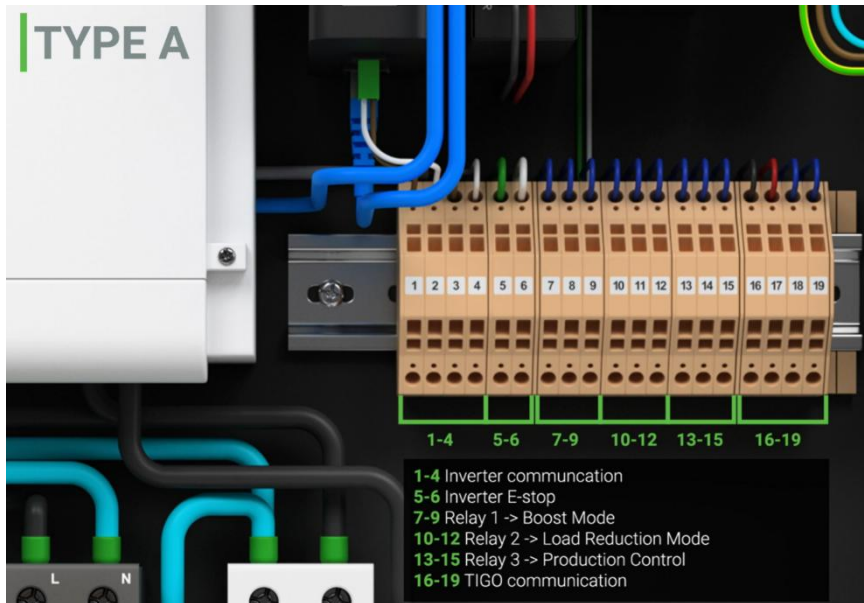 TYPE A
1 2 3 4 5 6 7 8 9 10 11 12 13 14 15 16 17 18 19
1-4 5-6 7-9 10-12 13-15 16-19
1-4 Inverter communcation
5-6 Inverter E-stop
7-9 Relay 1 -> Boost Mode
10-12 Relay 2 -> Load Reduction Mode
13-15 Relay 3 -> Production Control
16-19 TIGO communication
L N